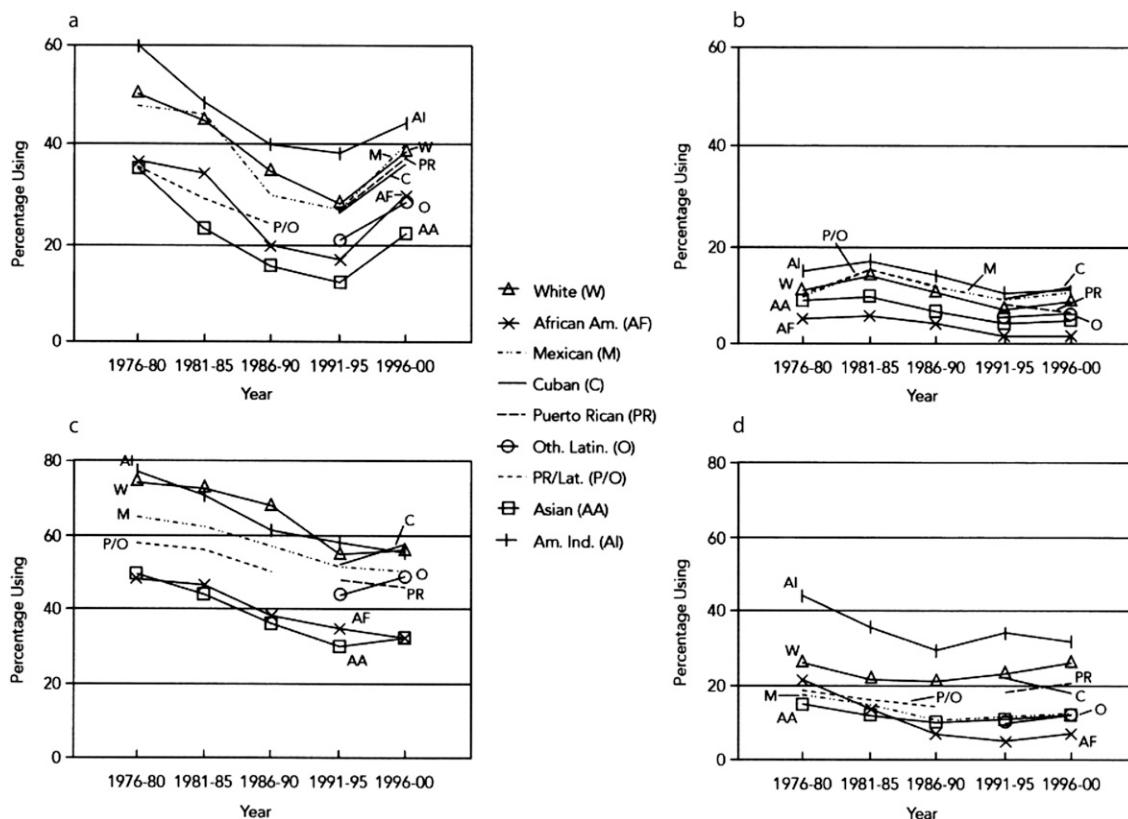 a
60
40
20
0
Percentage Using
AI
W
M
PR
C
AF
O
P/O
AA
1976-80 1981-85 1986-90 1991-95 1996-00
Year
b
60
40
20
0
Percentage Using
P/O
AI
W
AA
AF
M
C
PR
O
1976-80 1981-85 1986-90 1991-95 1996-00
Year
White (W)
African Am. (AF)
Mexican (M)
Cuban (C)
Puerto Rican (PR)
Oth. Latin. (O)
PR/Lat. (P/O)
Asian (AA)
Am. Ind. (AI)
c
80
60
40
20
0
Percentage Using
AI
W
M
P/O
C
O
PR
AF
AA
1976-80 1981-85 1986-90 1991-95 1996-00
Year
d
80
60
40
20
0
Percentage Using
AI
W
M
AA
P/O
PR
C
O
AF
1976-80 1981-85 1986-90 1991-95 1996-00
Year